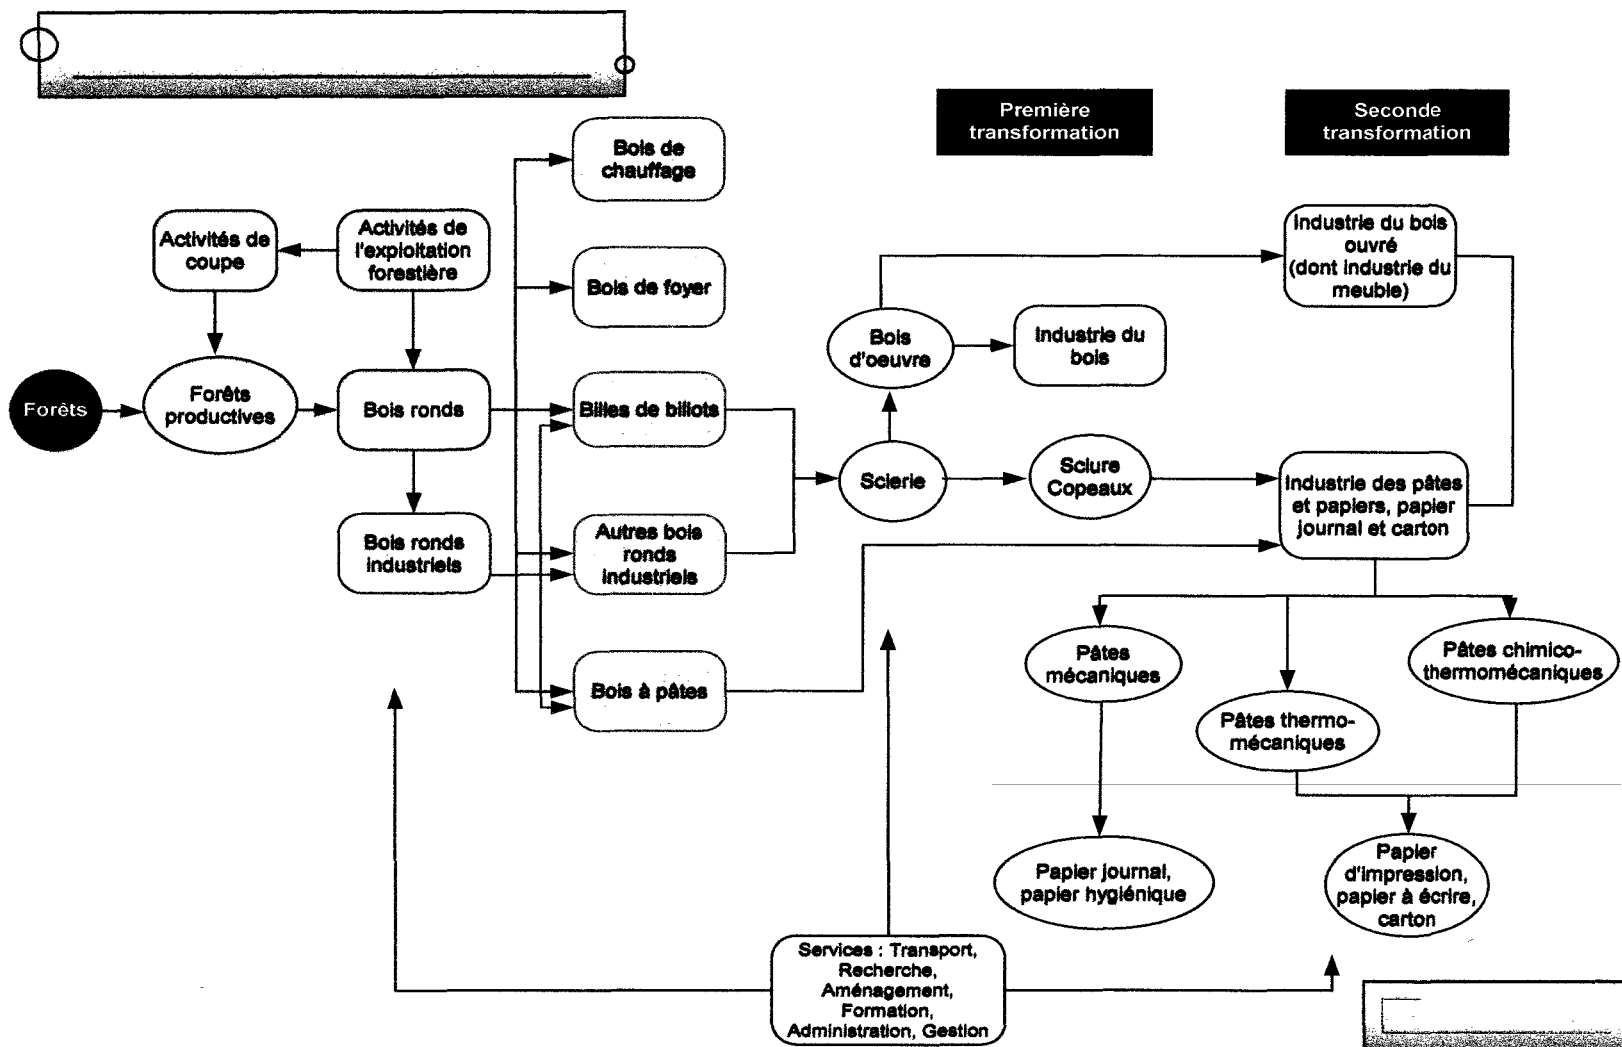 Première
transformation
Seconde
transformation
Bois de
chauffage
Activités de
coupe
Activités de
l'exploitation
forestière
Industrie du bois
ouvré
(dont industrie du
meuble)
Bois de foyer
Bois
d'oeuvre
Industrie du
bois
Forêts
Forêts
productives
Bois ronds
Billes de billots
Scierie
Sciure
Copeaux
Industrie des pâtes
et papiers, papier
journal et carton
Bois ronds
industriels
Autres bois
ronds
industriels
Bois à pâtes
Pâtes
mécaniques
Pâtes chimico-
thermomécaniques
Pâtes thermo-
mécaniques
Papier journal,
papier hygiénique
Papier
d'impression,
papier à écrire,
carton
Services : Transport,
Recherche,
Aménagement,
Formation,
Administration, Gestion